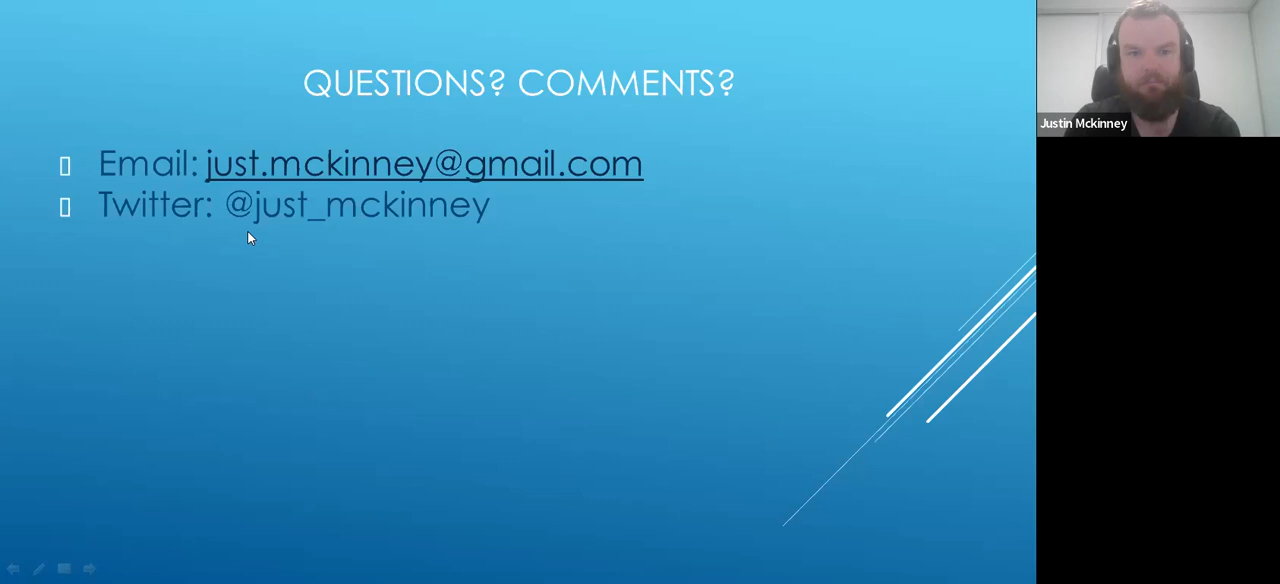 QUESTIONS? COMMENTS?
Email: just.mckinney@gmail.com
Twitter: @just_mckinney
Justin Mckinney